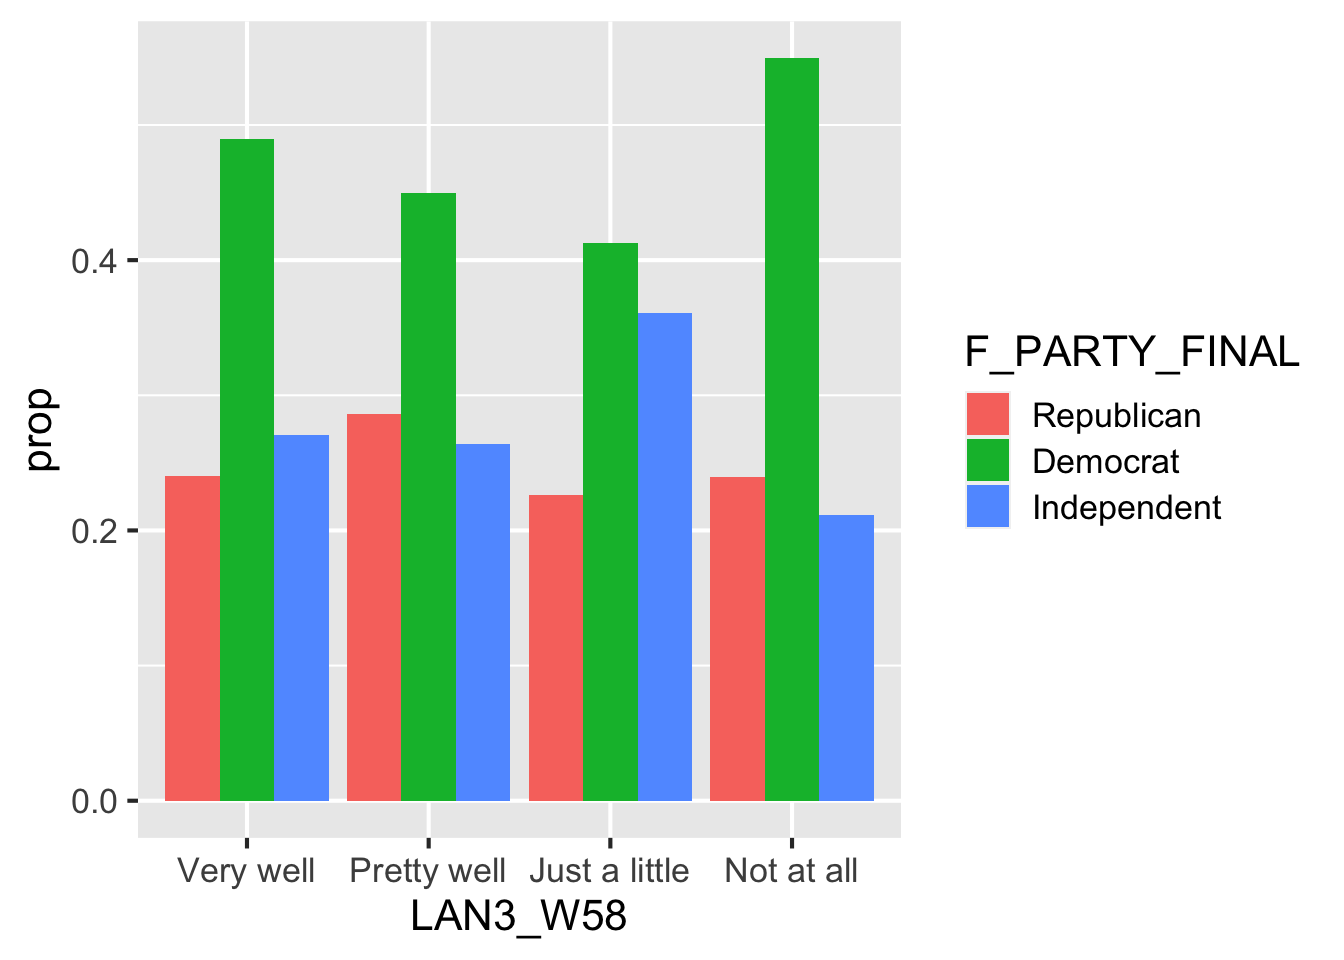 prop
0.4
0.2
0.0
Very well
Pretty well
Just a little
Not at all
LAN3_W58
F_PARTY_FINAL
Republican
Democrat
Independent